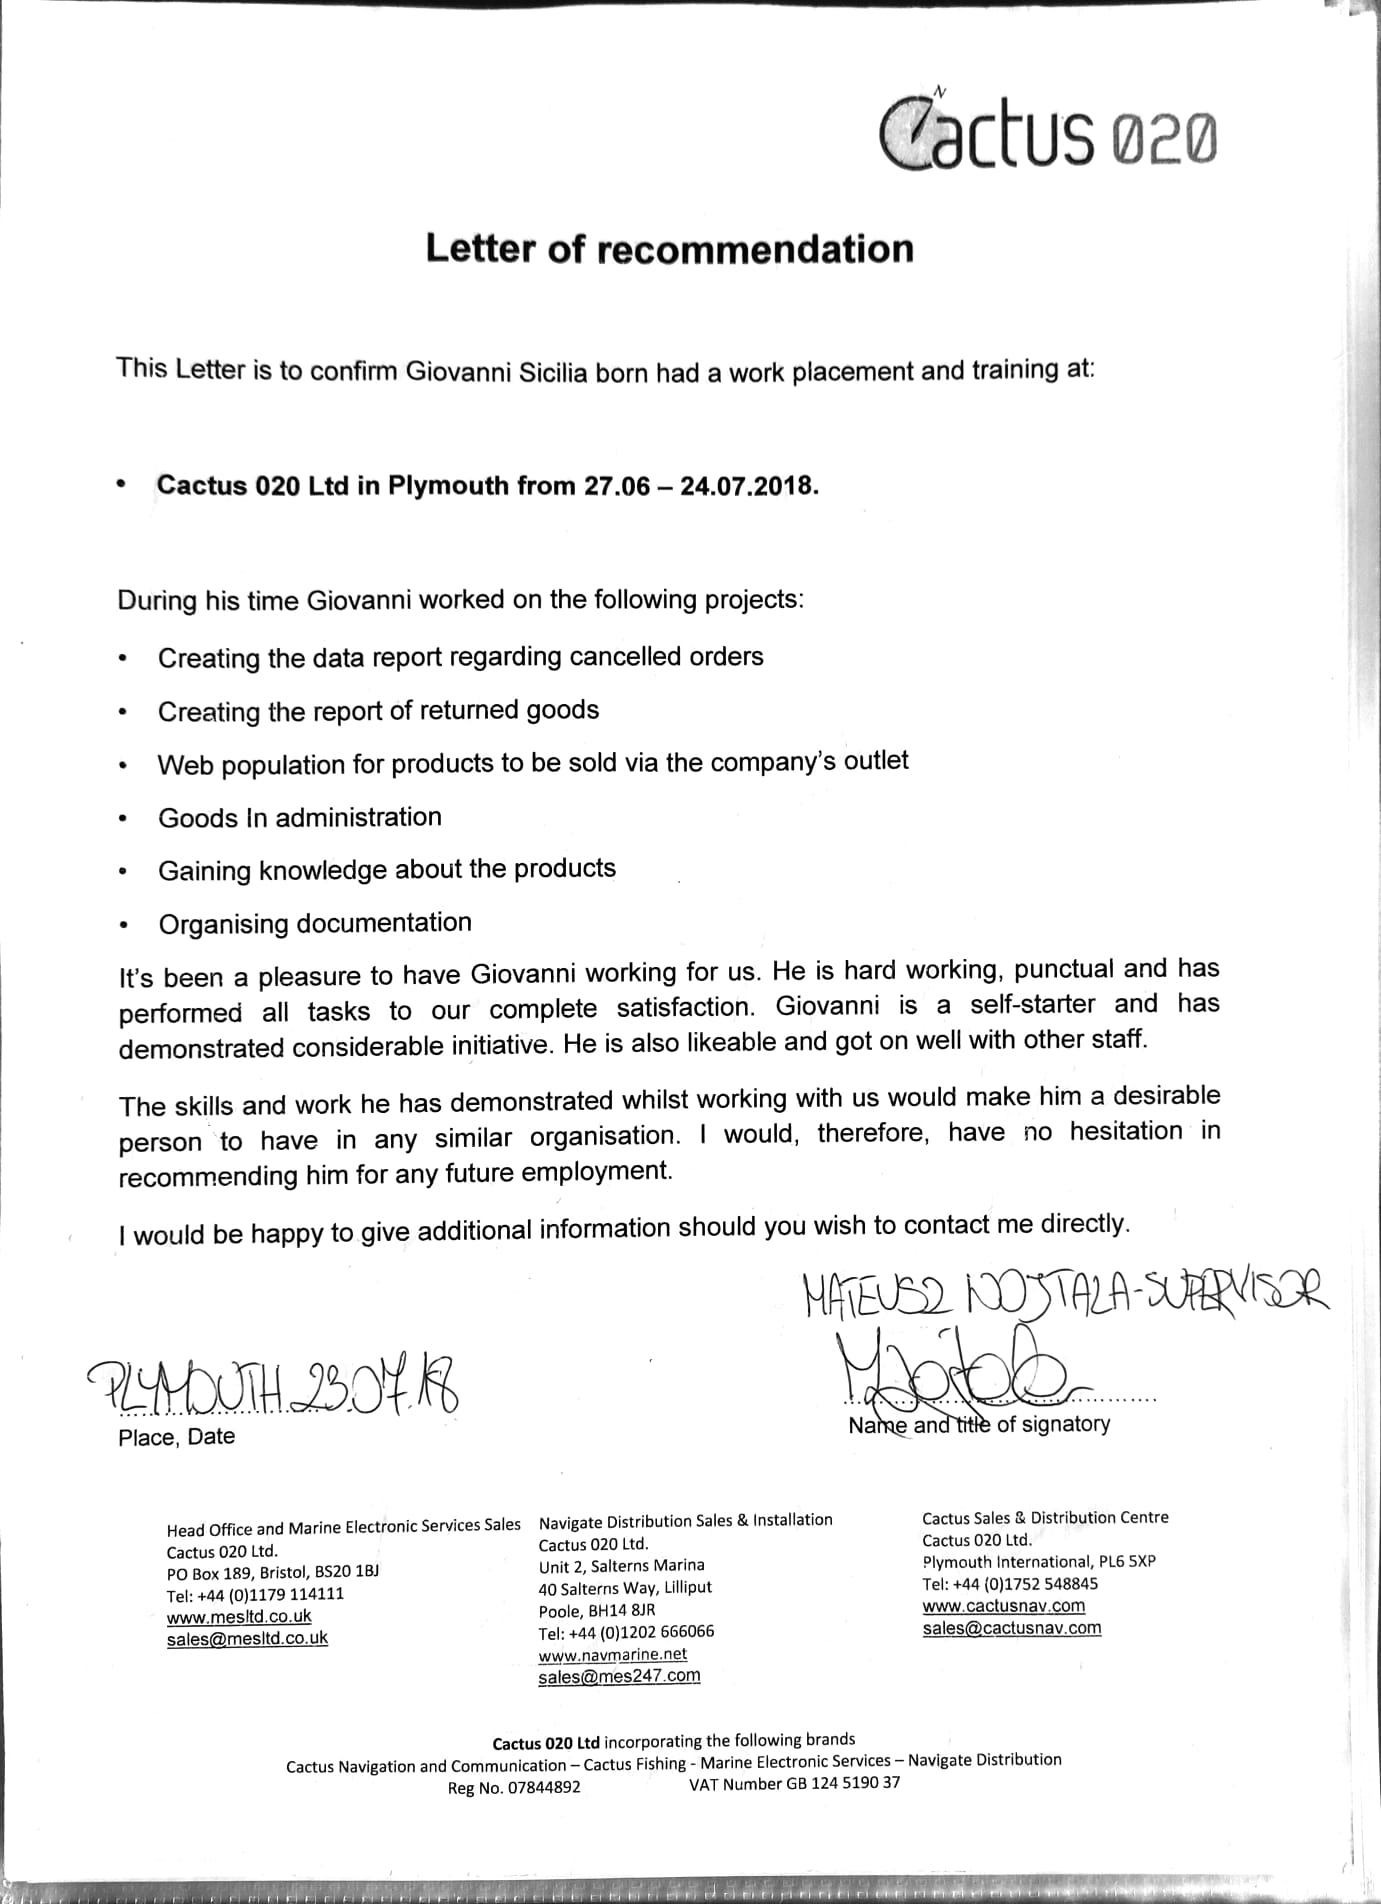 N
Cactus 020
Letter of recommendation
This Letter is to confirm Giovanni Sicilia born had a work placement and training at:
• Cactus 020 Ltd in Plymouth from 27.06 – 24.07.2018.
During his time Giovanni worked on the following projects:
• Creating the data report regarding cancelled orders
• Creating the report of returned goods
• Web population for products to be sold via the company's outlet
• Goods In administration
• Gaining knowledge about the products
• Organising documentation
It's been a pleasure to have Giovanni working for us. He is hard working, punctual and has
performed all tasks to our complete satisfaction. Giovanni is a self-starter and has
demonstrated considerable initiative. He is also likeable and got on well with other staff.
The skills and work he has demonstrated whilst working with us would make him a desirable
person to have in any similar organisation. I would, therefore, have no hesitation in
recommending him for any future employment.
I would be happy to give additional information should you wish to contact me directly.
MATEUSZ NOSTALA-SUPERVISOR
PLYMOUTH 23.07.18
Place, Date
Name and title of signatory
Head Office and Marine Electronic Services Sales
Cactus 020 Ltd.
PO Box 189, Bristol, BS20 1BJ
Tel: +44 (0)1179 114111
www.mesltd.co.uk
sales@mesltd.co.uk
Navigate Distribution Sales & Installation
Cactus 020 Ltd.
Unit 2, Salterns Marina
40 Salterns Way, Lilliput
Poole, BH14 8JR
Tel: +44 (0)1202 666066
www.navmarine.net
sales@mes247.com
Cactus Sales & Distribution Centre
Cactus 020 Ltd.
Plymouth International, PL6 5XP
Tel: +44 (0)1752 548845
www.cactusnav.com
sales@cactusnav.com
Cactus 020 Ltd incorporating the following brands
Cactus Navigation and Communication – Cactus Fishing - Marine Electronic Services – Navigate Distribution
Reg No. 07844892 VAT Number GB 124 5190 37